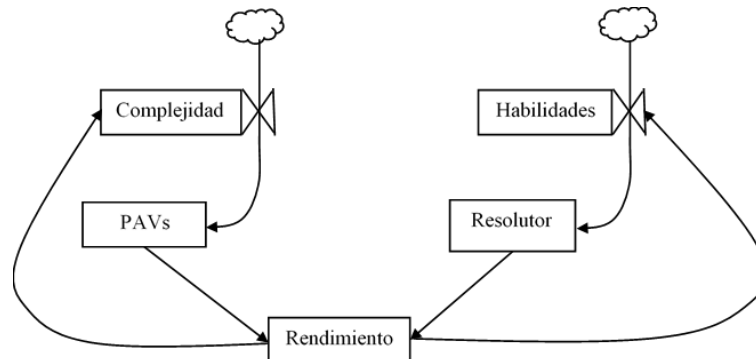 Complejidad
Habilidades
PAVs
Resolutor
Rendimiento